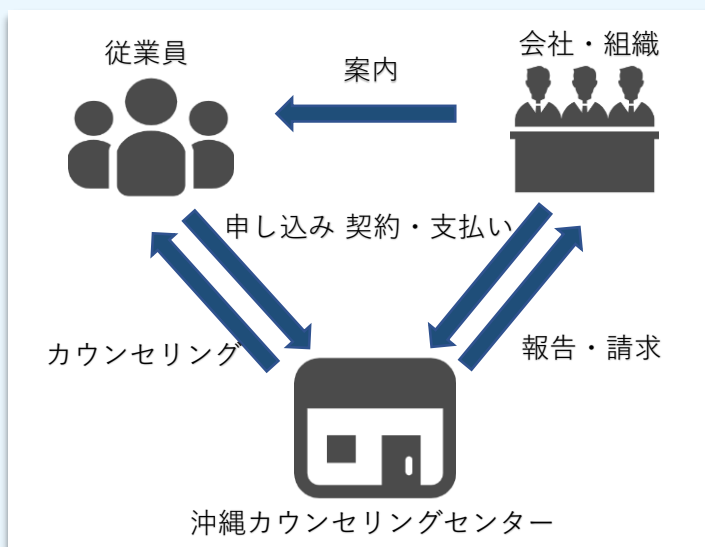 従業員
会社・組織
案内
申し込み 契約・支払い
カウンセリング
報告・請求
沖縄カウンセリングセンター